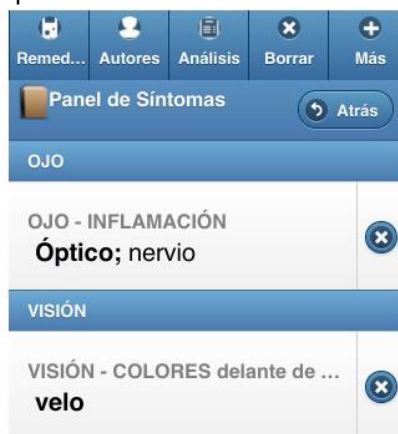 Remed... Autores Análisis Borrar Más
Panel de Síntomas Atrás
OJO
OJO - INFLAMACIÓN
Óptico; nervio
VISIÓN
VISIÓN - COLORES delante de ...
velo